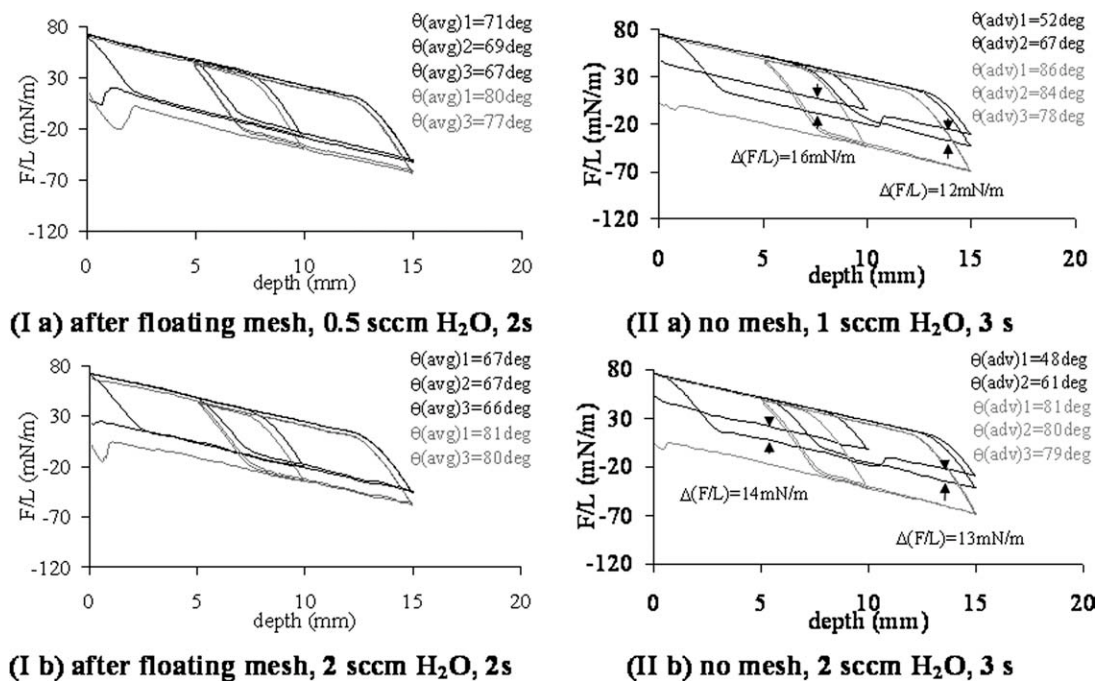 80
30
-20
-70
-120
F/L (mN/m)
0 5 10 15 20
depth (mm)
θ(avg)1=71deg
θ(avg)2=69deg
θ(avg)3=67deg
θ(avg)1=80deg
θ(avg)3=77deg
(I a) after floating mesh, 0.5 sccm H₂O, 2s
80
30
-20
-70
-120
F/L (mN/m)
0 5 10 15 20
depth (mm)
θ(adv)1=52deg
θ(adv)2=67deg
θ(adv)1=86deg
θ(adv)2=84deg
θ(adv)3=78deg
Δ(F/L)=16mN/m
Δ(F/L)=12mN/m
(II a) no mesh, 1 sccm H₂O, 3 s
80
30
-20
-70
-120
F/L (mN/m)
0 5 10 15 20
depth (mm)
θ(avg)1=67deg
θ(avg)2=67deg
θ(avg)3=66deg
θ(avg)1=81deg
θ(avg)3=80deg
(I b) after floating mesh, 2 sccm H₂O, 2s
80
30
-20
-70
-120
F/L (mN/m)
0 5 10 15 20
depth (mm)
θ(adv)1=48deg
θ(adv)2=61deg
θ(adv)1=81deg
θ(adv)2=80deg
θ(adv)3=79deg
Δ(F/L)=14mN/m
Δ(F/L)=13mN/m
(II b) no mesh, 2 sccm H₂O, 3 s